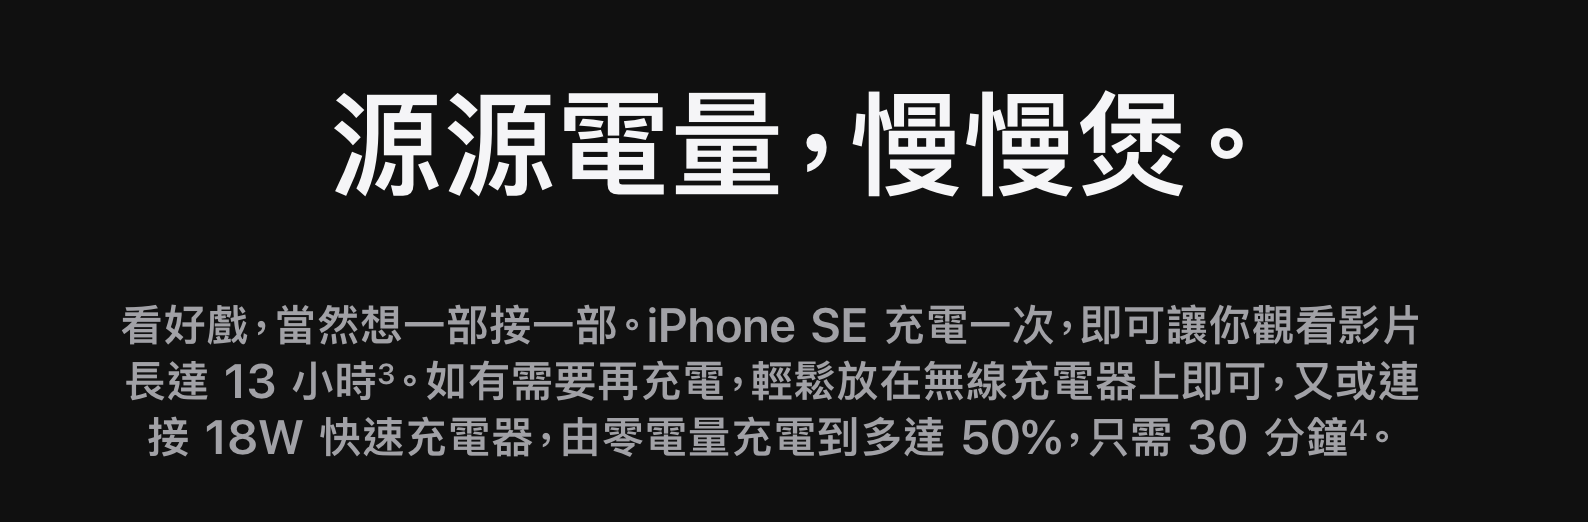 源源電量，慢慢煲。
看好戲，當然想一部接一部。iPhone SE 充電一次，即可讓你觀看影片
長達 13 小時³。如有需要再充電，輕鬆放在無線充電器上即可，又或連
接 18W 快速充電器，由零電量充電到多達 50%，只需 30 分鐘⁴。